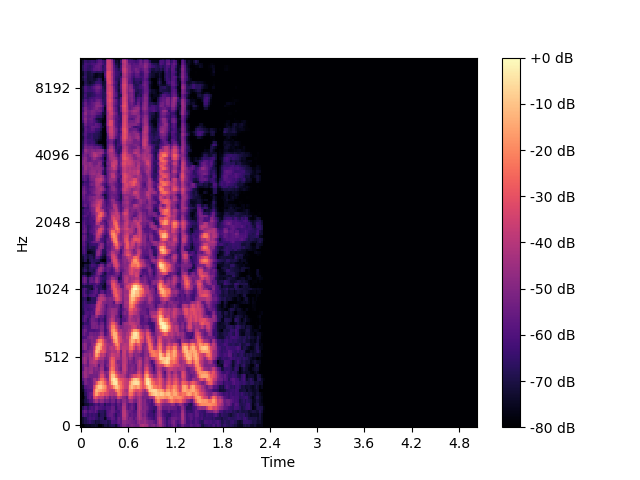 8192
4096
2048
1024
512
0
Hz
0 0.6 1.2 1.8 2.4 3 3.6 4.2 4.8
Time
+0 dB
-10 dB
-20 dB
-30 dB
-40 dB
-50 dB
-60 dB
-70 dB
-80 dB